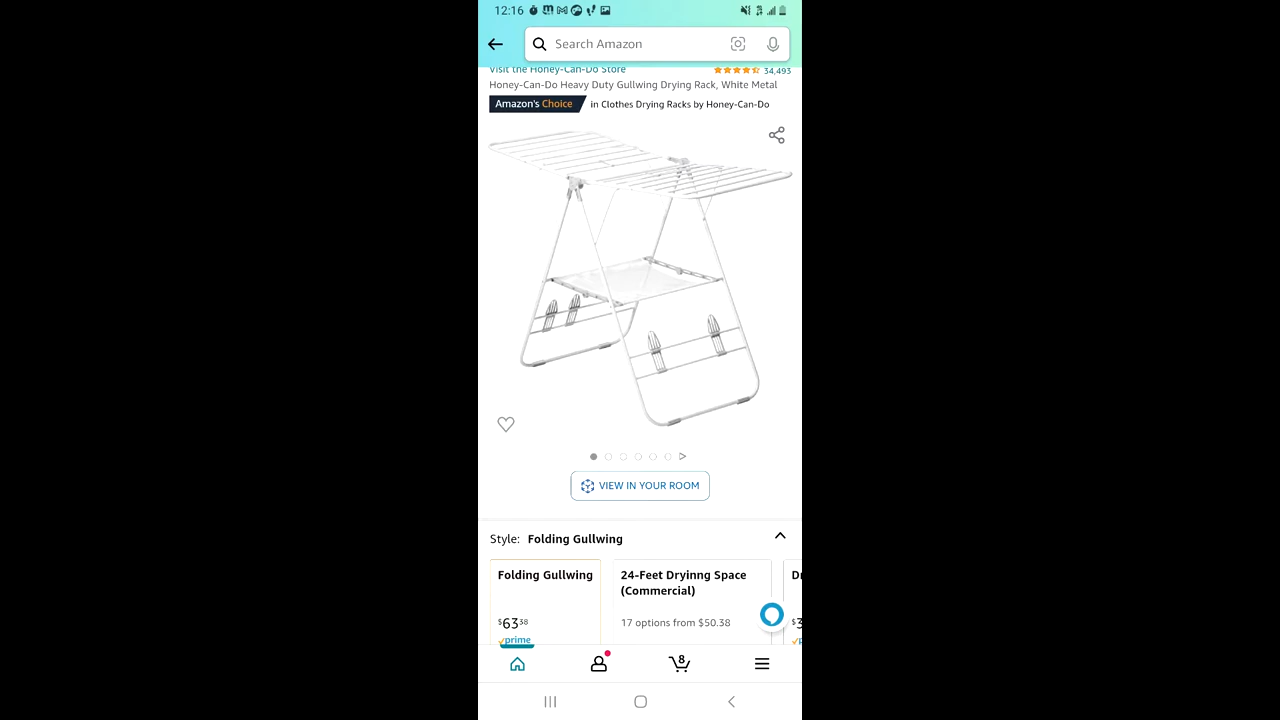 12:16
Search Amazon
Visit the Honey-Can-Do Store 34,493
Honey-Can-Do Heavy Duty Gullwing Drying Rack, White Metal
Amazon's Choice in Clothes Drying Racks by Honey-Can-Do
VIEW IN YOUR ROOM
Style: Folding Gullwing
Folding Gullwing
$6338
prime
24-Feet Dryinng Space
(Commercial)
17 options from $50.38
8